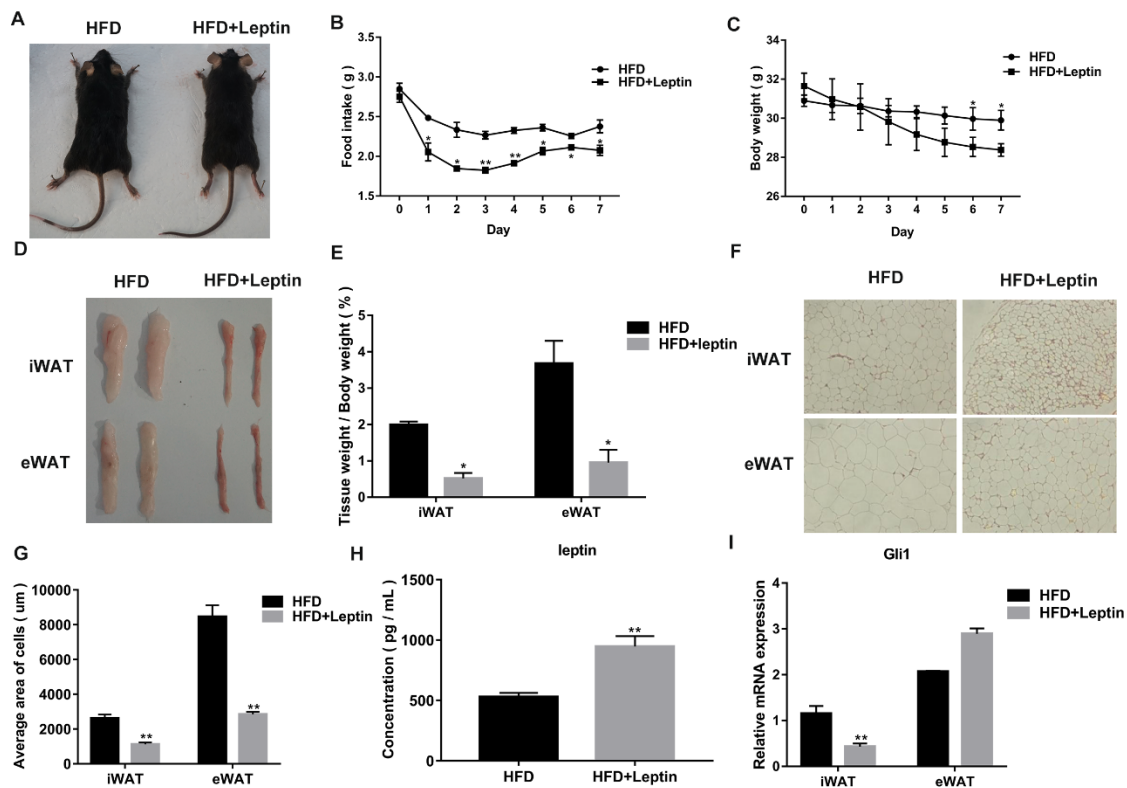 A
HFD
HFD+Leptin
B
Food intake ( g )
3.0
2.5
2.0
1.5
HFD
HFD+Leptin
*
*
**
**
*
*
*
0
1
2
3
4
5
6
7
Day
C
Body weight ( g )
34
32
30
28
26
HFD
HFD+Leptin
*
*
0
1
2
3
4
5
6
7
Day
D
HFD
HFD+Leptin
iWAT
eWAT
E
Tissue weight / Body weight ( % )
5
4
3
2
1
0
HFD
HFD+leptin
*
*
iWAT
eWAT
F
HFD
HFD+Leptin
iWAT
eWAT
G
Average area of cells ( um )
10000
8000
6000
4000
2000
0
HFD
HFD+Leptin
**
**
iWAT
eWAT
H
leptin
Concentration ( pg / mL )
1500
1000
500
0
**
HFD
HFD+Leptin
I
Gli1
Relative mRNA expression
4
3
2
1
0
HFD
HFD+Leptin
**
iWAT
eWAT